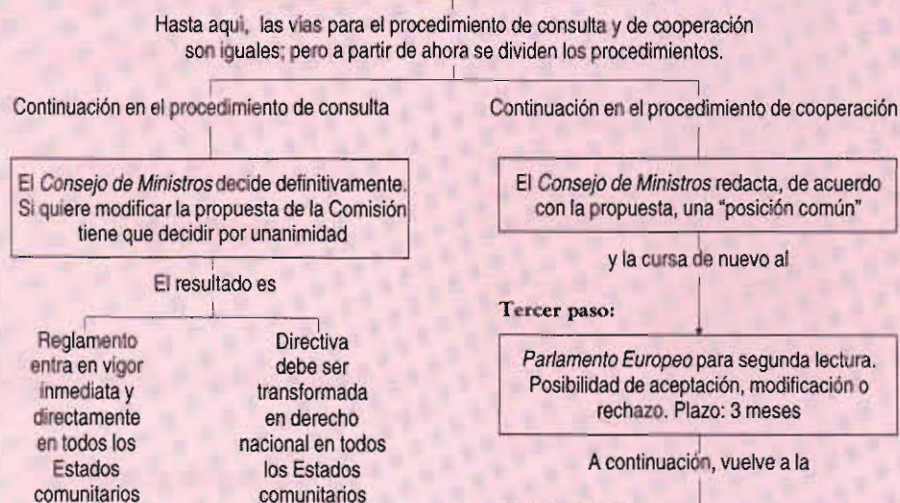 Hasta aqui, las vías para el procedimiento de consulta y de cooperación
son iguales; pero a partir de ahora se dividen los procedimientos.
Continuación en el procedimiento de consulta
El Consejo de Ministros decide definitivamente.
Si quiere modificar la propuesta de la Comisión
tiene que decidir por unanimidad
El resultado es
Reglamento
entra en vigor
inmediata y
directamente
en todos los
Estados
comunitarios
Directiva
debe ser
transformada
en derecho
nacional en todos
los Estados
comunitarios
Continuación en el procedimiento de cooperación
El Consejo de Ministros redacta, de acuerdo
con la propuesta, una "posición común"
y la cursa de nuevo al
Tercer paso:
Parlamento Europeo para segunda lectura.
Posibilidad de aceptación, modificación o
rechazo. Plazo: 3 meses
A continuación, vuelve a la